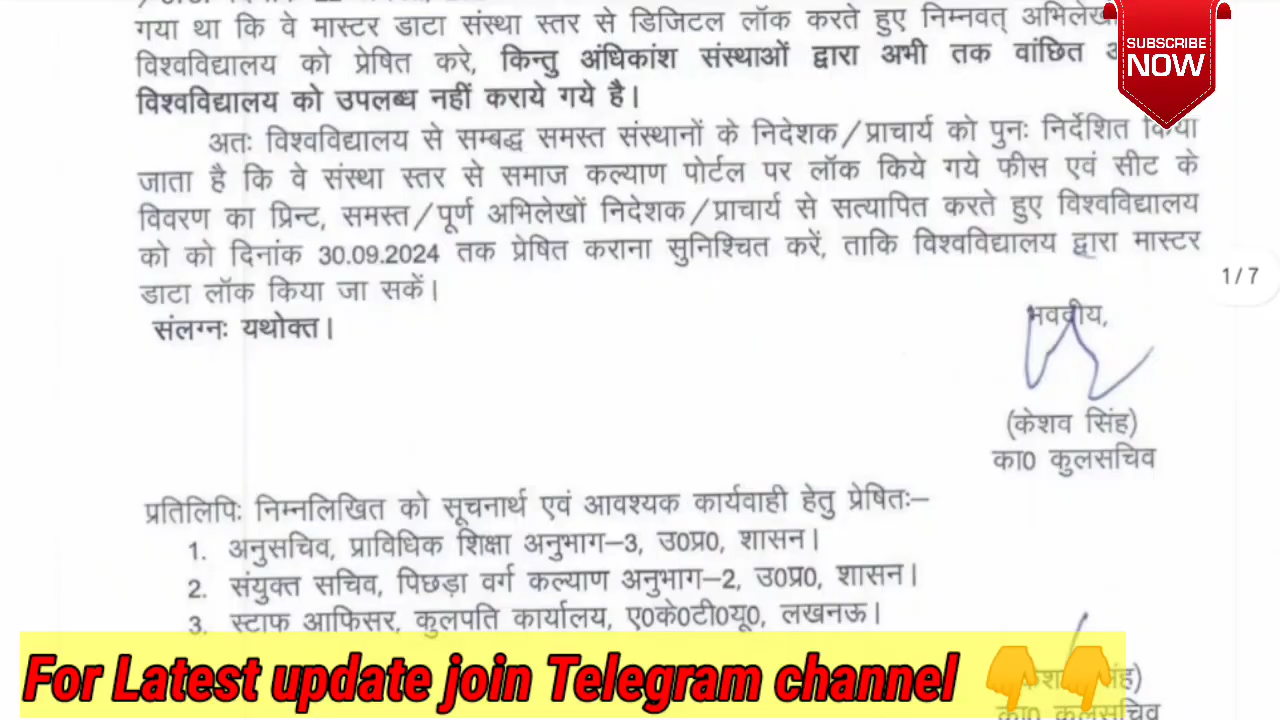 गया था कि वे मास्टर डाटा संस्था स्तर से डिजिटल लॉक करते हुए निम्नवत् अभिलेख
विश्वविद्यालय को प्रेषित करे, किन्तु अधिकांश संस्थाओं द्वारा अभी तक वांछित
विश्वविद्यालय को उपलब्ध नहीं कराये गये है।
अतः विश्वविद्यालय से सम्बद्ध समस्त संस्थानों के निदेशक/प्राचार्य को पुनः निर्देशित किया
जाता है कि वे संस्था स्तर से समाज कल्याण पोर्टल पर लॉक किये गये फीस एवं सीट के
विवरण का प्रिन्ट, समस्त/पूर्ण अभिलेखों निदेशक/प्राचार्य से सत्यापित करते हुए विश्वविद्यालय
को को दिनांक 30.09.2024 तक प्रेषित कराना सुनिश्चित करें, ताकि विश्वविद्यालय द्वारा मास्टर
डाटा लॉक किया जा सकें।
संलग्नः यथोक्त।
भवदीय,
(केशव सिंह)
का0 कुलसचिव
प्रतिलिपिः निम्नलिखित को सूचनार्थ एवं आवश्यक कार्यवाही हेतु प्रेषितः–
1. अनुसचिव, प्राविधिक शिक्षा अनुभाग–3, उ0प्र0, शासन।
2. संयुक्त सचिव, पिछड़ा वर्ग कल्याण अनुभाग–2, उ0प्र0, शासन।
3. स्टाफ आफिसर, कुलपति कार्यालय, ए0के0टी0यू0, लखनऊ।
का0 कुलसचिव
SUBSCRIBE
NOW
1/7
For Latest update join Telegram channel